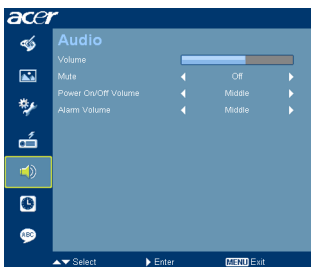 acer
Audio
Volume
Mute Off
Power On/Off Volume Middle
Alarm Volume Middle
ABC
Select Enter MENU Exit